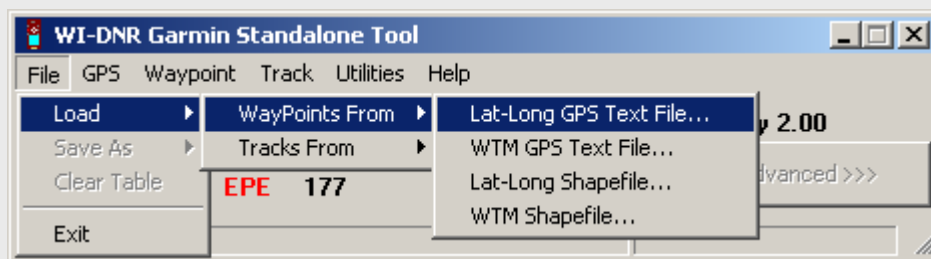 WI-DNR Garmin Standalone Tool
File GPS Waypoint Track Utilities Help
Load WayPoints From Lat-Long GPS Text File...
2.00
Save As Tracks From WTM GPS Text File...
Clear Table EPE 177 Lat-Long Shapefile... dvanced >>>
WTM Shapefile...
Exit